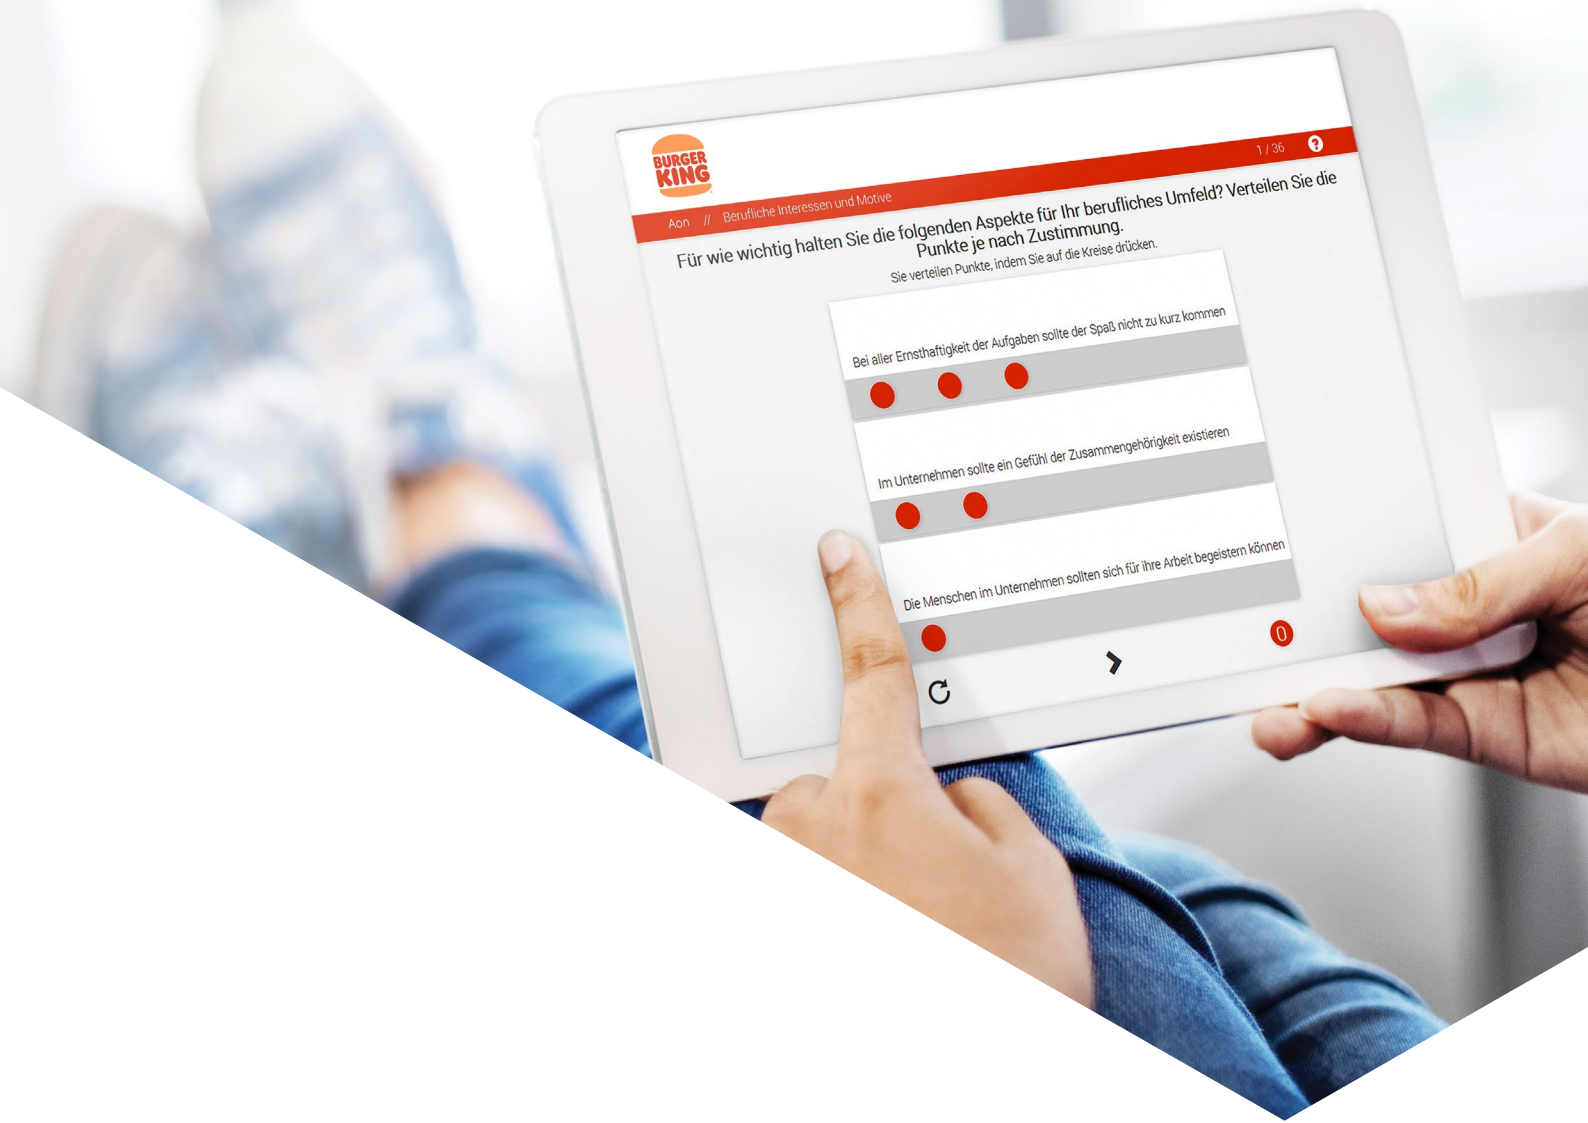 BURGER
KING
1 / 36 ?
Aon // Berufliche Interessen und Motive
Für wie wichtig halten Sie die folgenden Aspekte für Ihr berufliches Umfeld? Verteilen Sie die
Punkte je nach Zustimmung.
Sie verteilen Punkte, indem Sie auf die Kreise drücken.
Bei aller Ernsthaftigkeit der Aufgaben sollte der Spaß nicht zu kurz kommen
Im Unternehmen sollte ein Gefühl der Zusammengehörigkeit existieren
Die Menschen im Unternehmen sollten sich für ihre Arbeit begeistern können
0